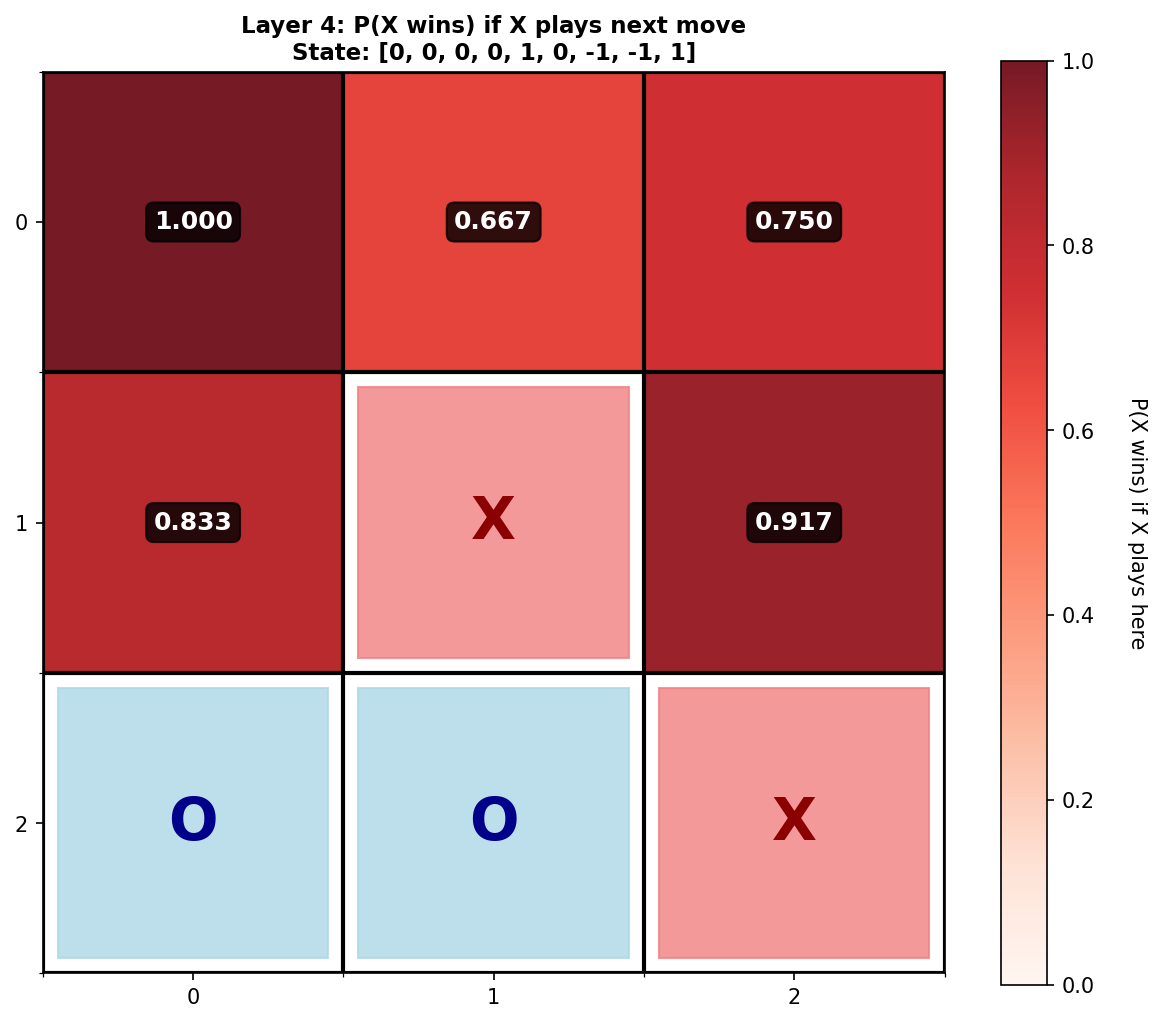 Layer 4: P(X wins) if X plays next move
State: [0, 0, 0, 0, 1, 0, -1, -1, 1]
1.000
0.667
0.750
0.833
X
0.917
O
O
X
0
1
2
0
1
2
1.0
0.8
0.6
0.4
0.2
0.0
P(X wins) if X plays here